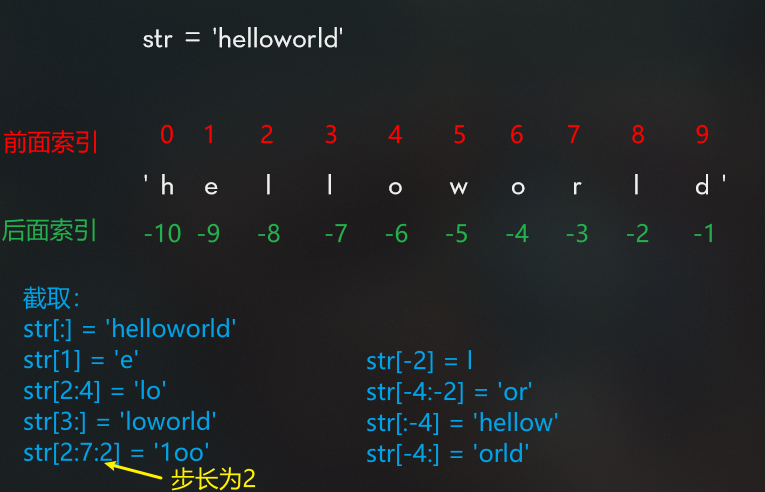 str = 'helloworld'
前面索引 0 1 2 3 4 5 6 7 8 9
' h e l l o w o r l d '
后面索引 -10 -9 -8 -7 -6 -5 -4 -3 -2 -1
截取：
str[:] = 'helloworld'
str[1] = 'e'
str[2:4] = 'lo'
str[3:] = 'loworld'
str[2:7:2] = '1oo'
步长为2
str[-2] = l
str[-4:-2] = 'or'
str[:-4] = 'hellow'
str[-4:] = 'orld'